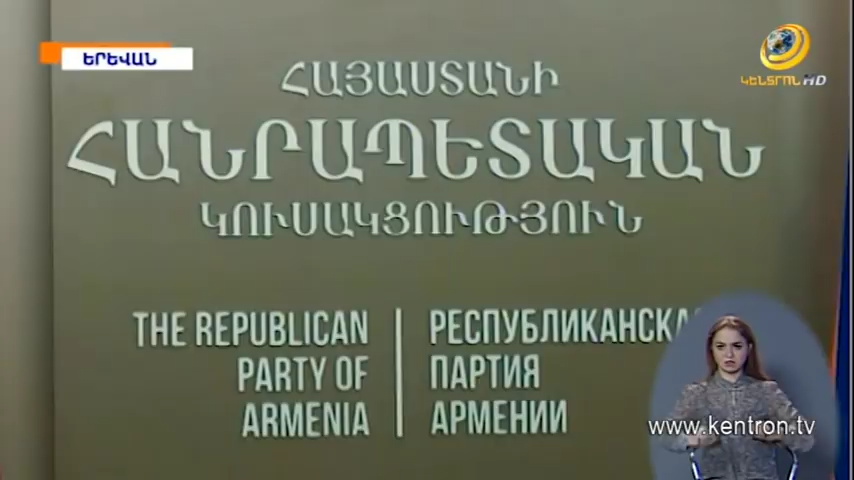 ԵՐԵՎԱՆ
ԿԵՆՏՐՈՆ HD
ՀԱՅԱՍՏԱՆԻ
ՀԱՆՐԱՊԵՏԱԿԱՆ
ԿՈՒՍԱԿՑՈՒԹՅՈՒՆ
THE REPUBLICAN
PARTY OF
ARMENIA
РЕСПУБЛИКАНСКА
ПАРТИЯ
АРМЕНИИ
www.kentron.tv